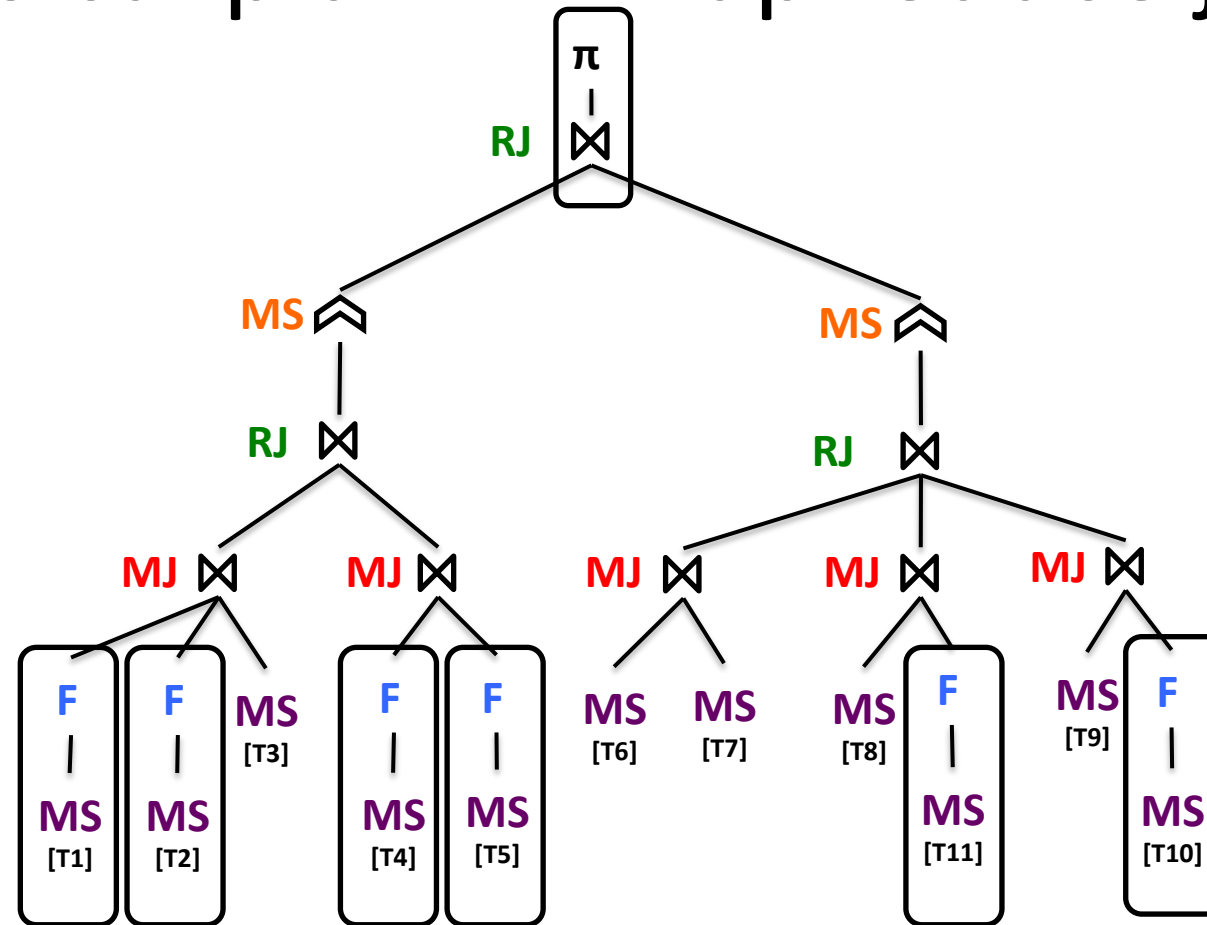 π
RJ ⋈
MS MS
RJ ⋈ RJ ⋈
MJ ⋈ MJ ⋈ MJ ⋈ MJ ⋈ MJ ⋈
F F MS F F MS MS MS F MS F
[T3] [T6] [T7] [T8] [T9]
MS MS MS MS MS MS
[T1] [T2] [T4] [T5] [T11] [T10]